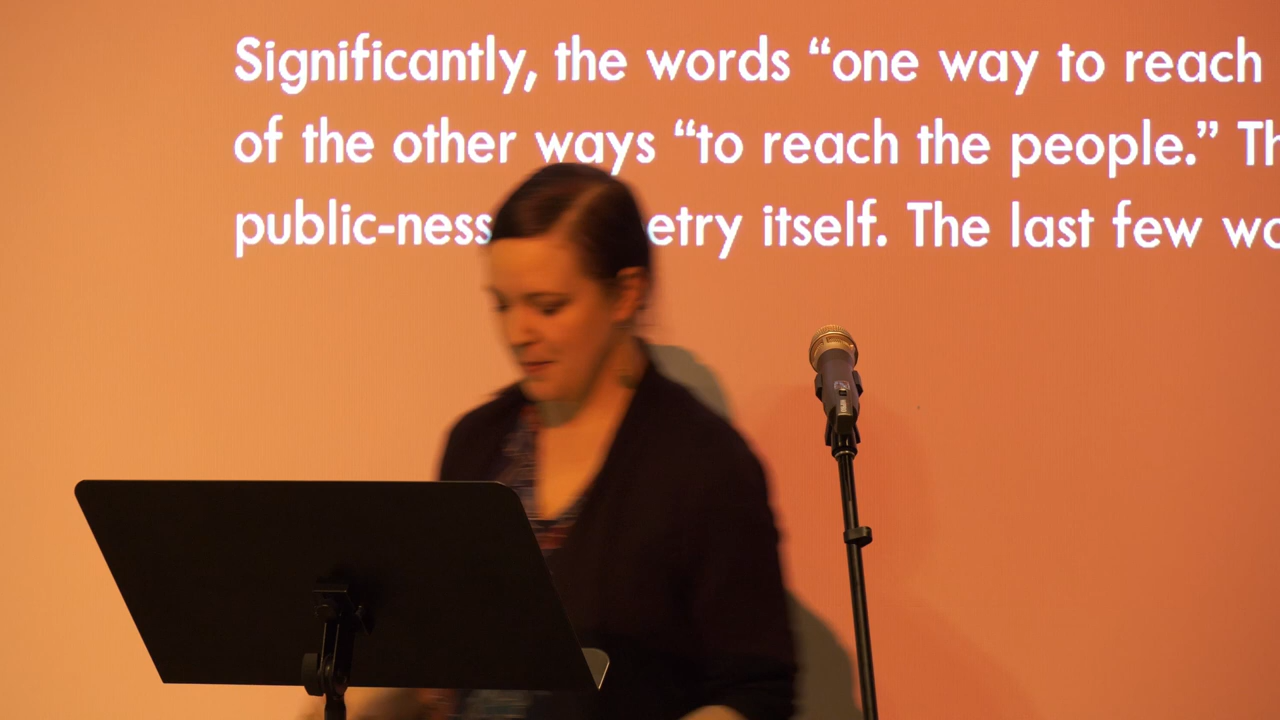 Significantly, the words “one way to reach
of the other ways “to reach the people.” Th
public-ness etry itself. The last few wo